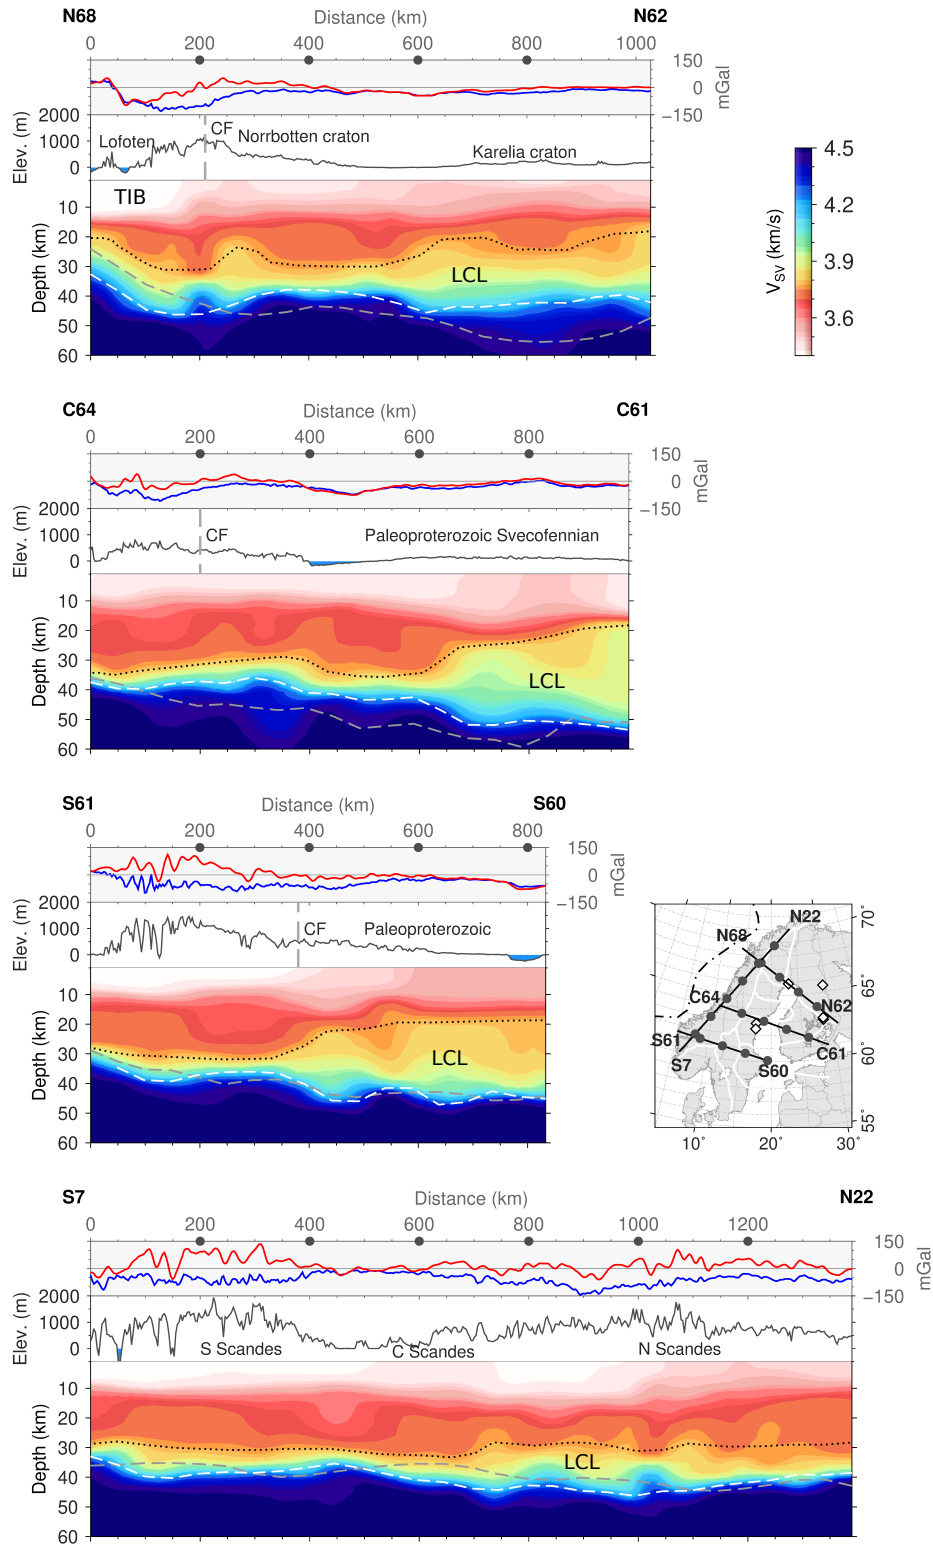 N68 Distance (km) N62
0 200 400 600 800 1000
150
0
−150
mGal
2000
1000
0
Elev. (m)
Lofoten CF Norrbotten craton Karelia craton
TIB
LCL
10
20
30
40
50
60
Depth (km)
4.5
4.2
3.9
3.6
VSV (km/s)
C64 Distance (km) C61
0 200 400 600 800
150
0
−150
mGal
2000
1000
0
Elev. (m)
CF Paleoproterozoic Svecofennian
LCL
10
20
30
40
50
60
Depth (km)
S61 Distance (km) S60
0 200 400 600 800
150
0
−150
mGal
2000
1000
0
Elev. (m)
CF Paleoproterozoic
LCL
10
20
30
40
50
60
Depth (km)
N22
N68
C64
N62
S61
C61
S7
S60
70˚
65˚
60˚
55˚
10˚ 20˚ 30˚
S7 Distance (km) N22
0 200 400 600 800 1000 1200
150
0
−150
mGal
2000
1000
0
Elev. (m)
S Scandes C Scandes N Scandes
LCL
10
20
30
40
50
60
Depth (km)